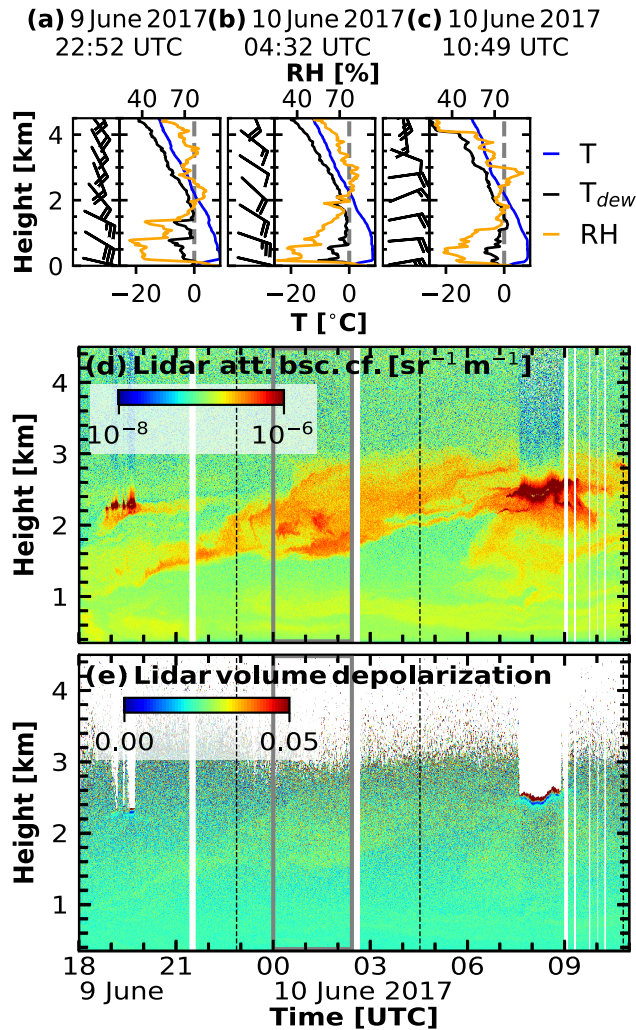 (a) 9 June 2017 (b) 10 June 2017 (c) 10 June 2017
22:52 UTC 04:32 UTC 10:49 UTC
RH [%]
40 70 40 70 40 70
Height [km]
4
2
0
T
T_dew
RH
−20 0 −20 0 −20 0
T [°C]
(d) Lidar att. bsc. cf. [sr⁻¹ m⁻¹]
10⁻⁸ 10⁻⁶
Height [km]
4
3
2
1
(e) Lidar volume depolarization
0.00 0.05
Height [km]
4
3
2
1
18 21 00 03 06 09
9 June 10 June 2017
Time [UTC]